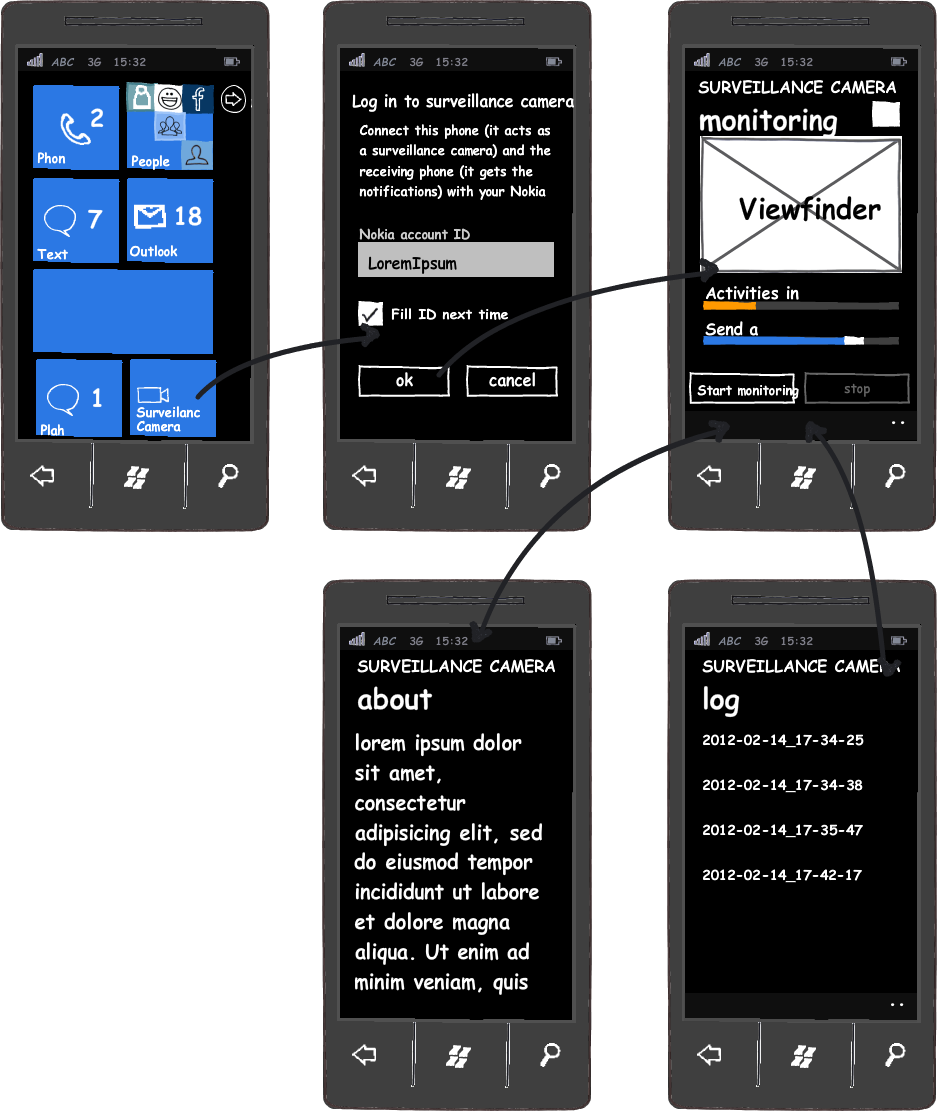 ABC 3G 15:32
2
Phon
People
7
Text
18
Outlook
1
Plah
Surveilanc
Camera
ABC 3G 15:32
Log in to surveillance camera
Connect this phone (it acts as
a surveillance camera) and the
receiving phone (it gets the
notifications) with your Nokia
Nokia account ID
LoremIpsum
Fill ID next time
ok
cancel
ABC 3G 15:32
SURVEILLANCE CAMERA
monitoring
Viewfinder
Activities in
Send a
Start monitoring
stop
ABC 3G 15:32
SURVEILLANCE CAMERA
about
lorem ipsum dolor
sit amet,
consectetur
adipisicing elit, sed
do eiusmod tempor
incididunt ut labore
et dolore magna
aliqua. Ut enim ad
minim veniam, quis
ABC 3G 15:32
SURVEILLANCE CAMERA
log
2012-02-14_17-34-25
2012-02-14_17-34-38
2012-02-14_17-35-47
2012-02-14_17-42-17